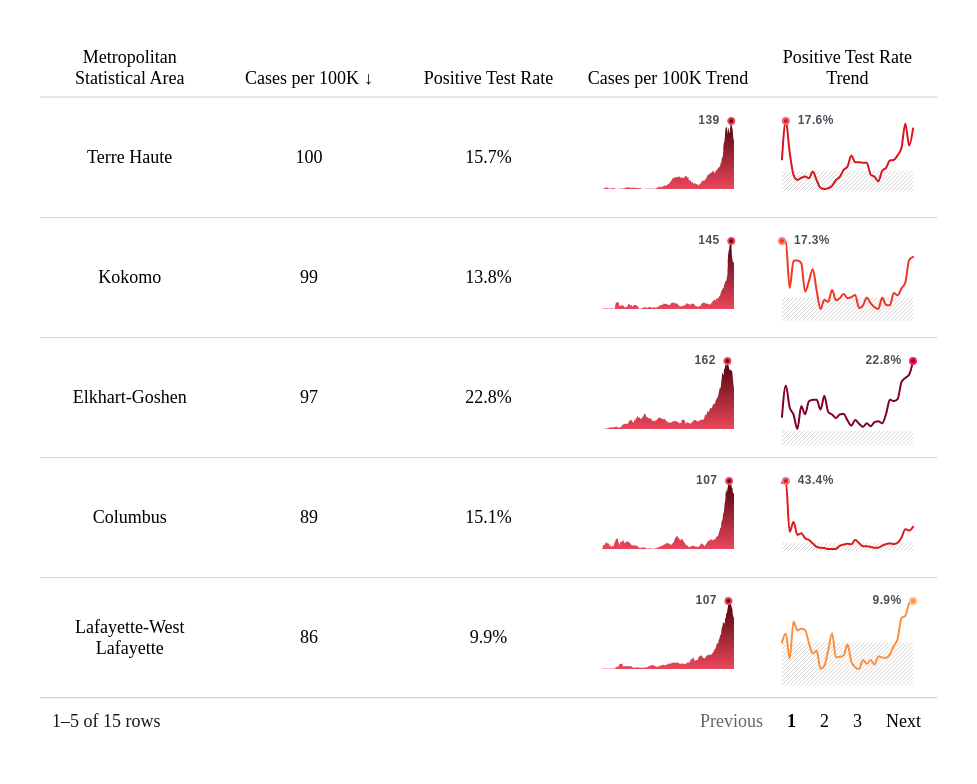 Metropolitan
Statistical Area
Cases per 100K ↓
Positive Test Rate
Cases per 100K Trend
Positive Test Rate
Trend
Terre Haute
100
15.7%
139
17.6%
Kokomo
99
13.8%
145
17.3%
Elkhart-Goshen
97
22.8%
162
22.8%
Columbus
89
15.1%
107
43.4%
Lafayette-West
Lafayette
86
9.9%
107
9.9%
1–5 of 15 rows
Previous 1 2 3 Next